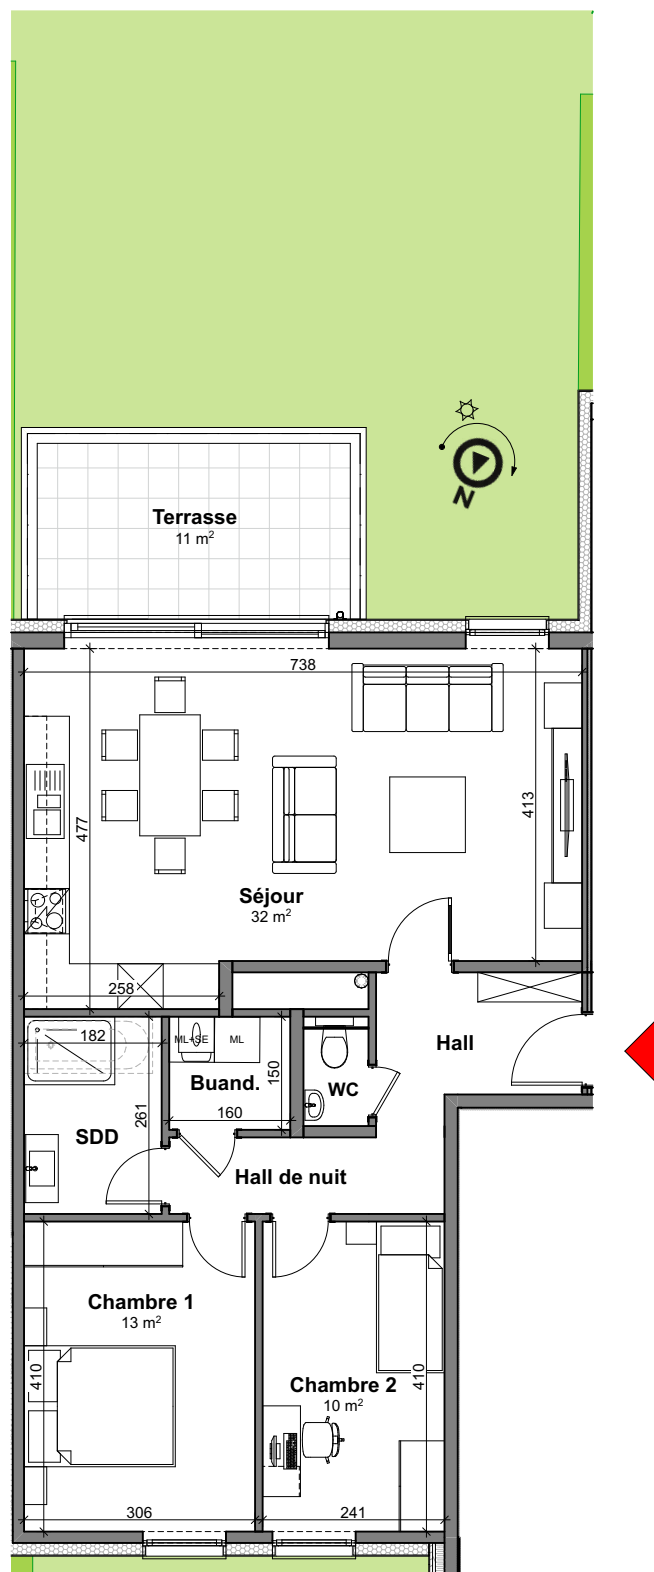 N
Terrasse
11 m²
738
477
413
Séjour
32 m²
258
182
ML+SE
ML
Buand.
150
160
WC
Hall
261
SDD
Hall de nuit
Chambre 1
13 m²
410
Chambre 2
10 m²
410
306
241